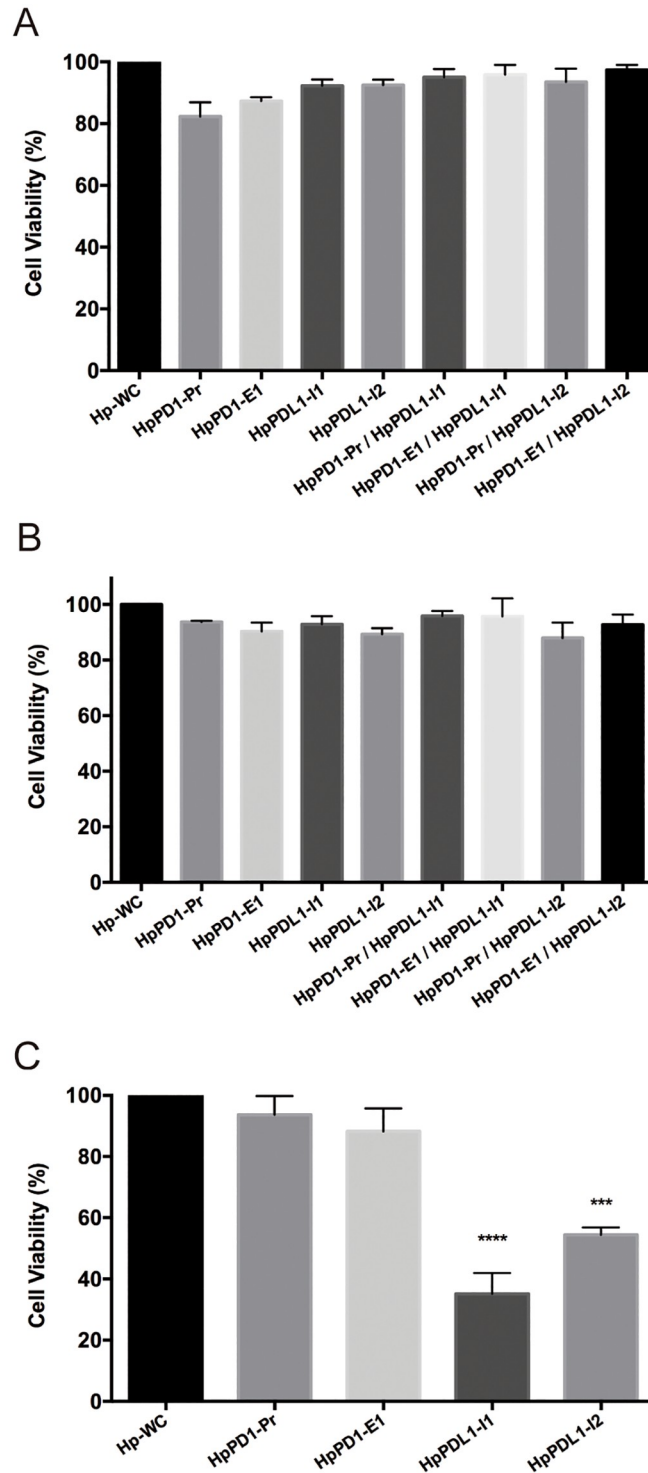 A
Cell Viability (%)
100
80
60
40
20
0
Hp-WC
HpPD1-Pr
HpPD1-E1
HpPDL1-I1
HpPDL1-I2
HpPD1-Pr / HpPDL1-I1
HpPD1-E1 / HpPDL1-I1
HpPD1-Pr / HpPDL1-I2
HpPD1-E1 / HpPDL1-I2
B
Cell Viability (%)
100
80
60
40
20
0
Hp-WC
HpPD1-Pr
HpPD1-E1
HpPDL1-I1
HpPDL1-I2
HpPD1-Pr / HpPDL1-I1
HpPD1-E1 / HpPDL1-I1
HpPD1-Pr / HpPDL1-I2
HpPD1-E1 / HpPDL1-I2
C
Cell Viability (%)
100
80
60
40
20
0
****
***
Hp-WC
HpPD1-Pr
HpPD1-E1
HpPDL1-I1
HpPDL1-I2